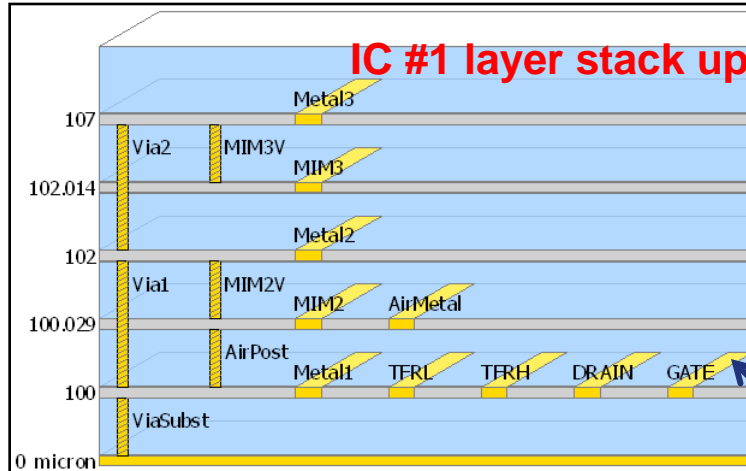 IC #1 layer stack up
Metal3
107
Via2 MIM3V
MIM3
102.014
Metal2
102
Via1 MIM2V
MIM2 AirMetal
100.029
AirPost
Metal1 TFRL TFRH DRAIN GATE
100
ViaSubst
0 micron